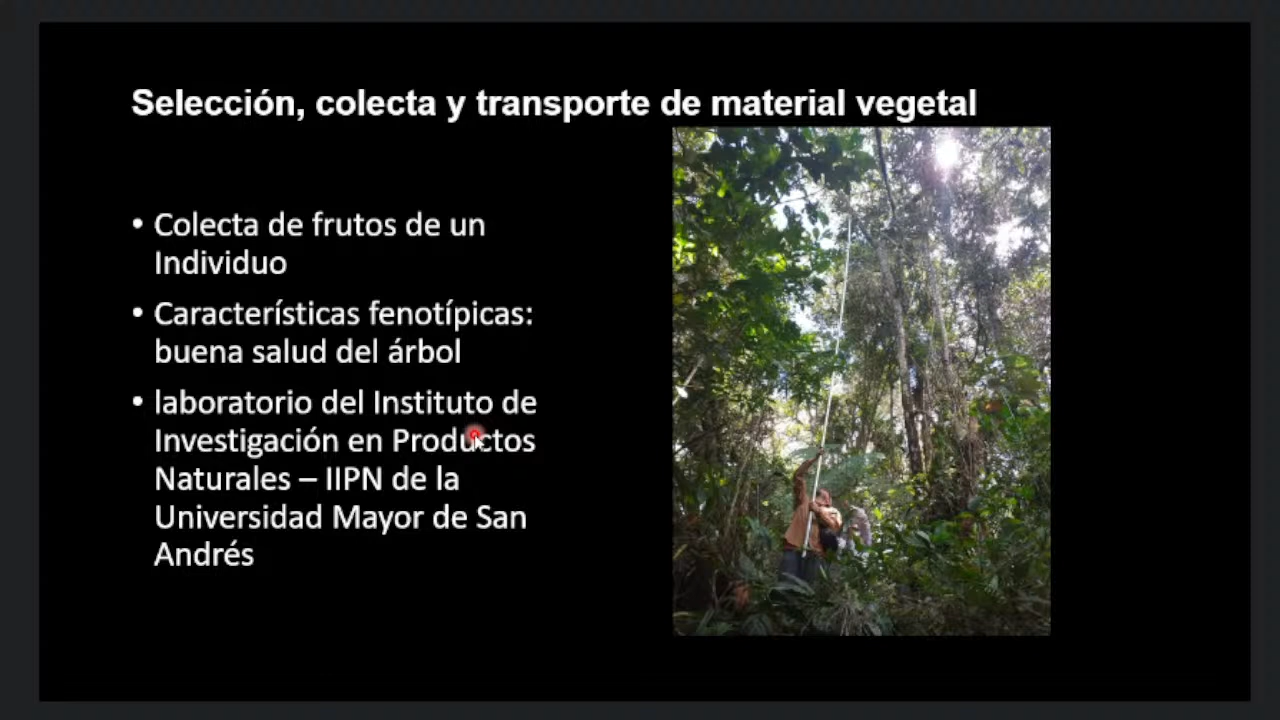 Selección, colecta y transporte de material vegetal
• Colecta de frutos de un
Individuo
• Características fenotípicas:
buena salud del árbol
• laboratorio del Instituto de
Investigación en Productos
Naturales – IIPN de la
Universidad Mayor de San
Andrés